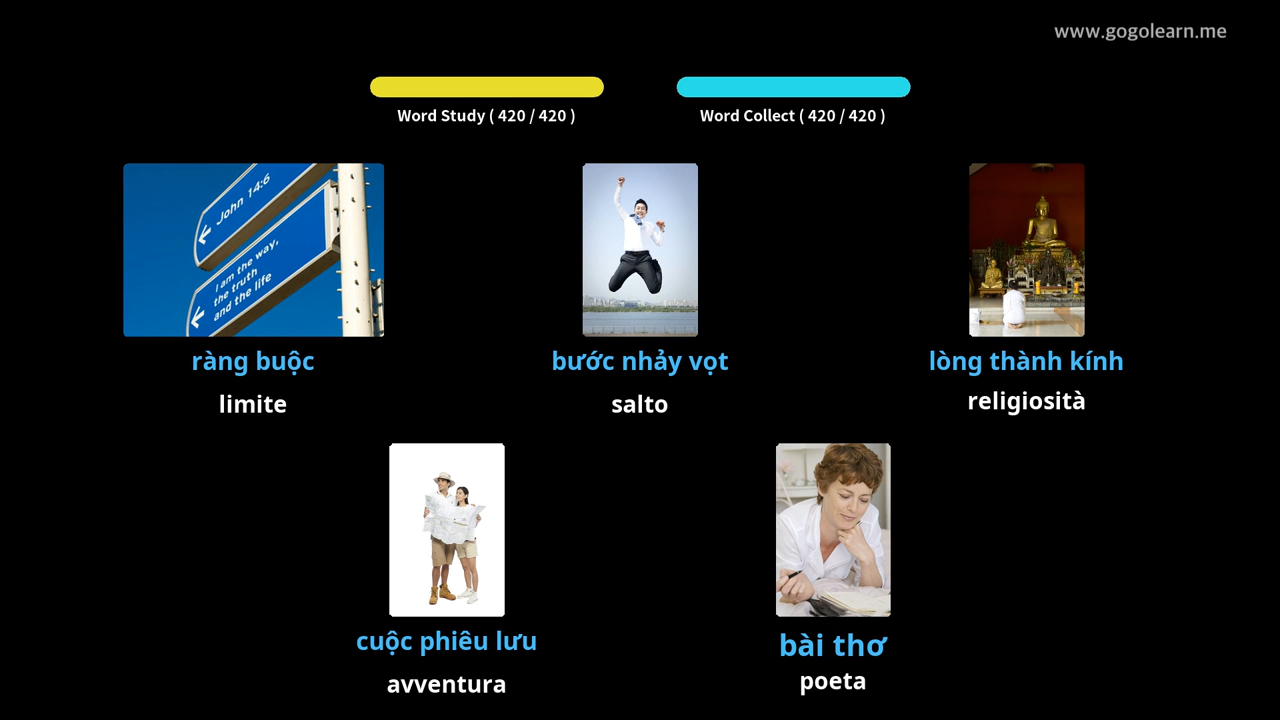 www.gogolearn.me
Word Study ( 420 / 420 )
Word Collect ( 420 / 420 )
John 14:6
I am the way,
the truth
and the life
ràng buộc
limite
bước nhảy vọt
salto
lòng thành kính
religiosità
cuộc phiêu lưu
avventura
bài thơ
poeta